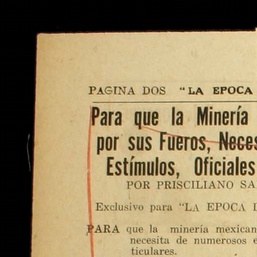 PAGINA DOS "LA EPOCA
Para que la Minería
por sus Fueros, Neces
Estímulos, Oficiales
POR PRISCILIANO SA
Exclusivo para "LA EPOCA D
PARA que la mineria mexican
necesita de numerosos e
ticulares.